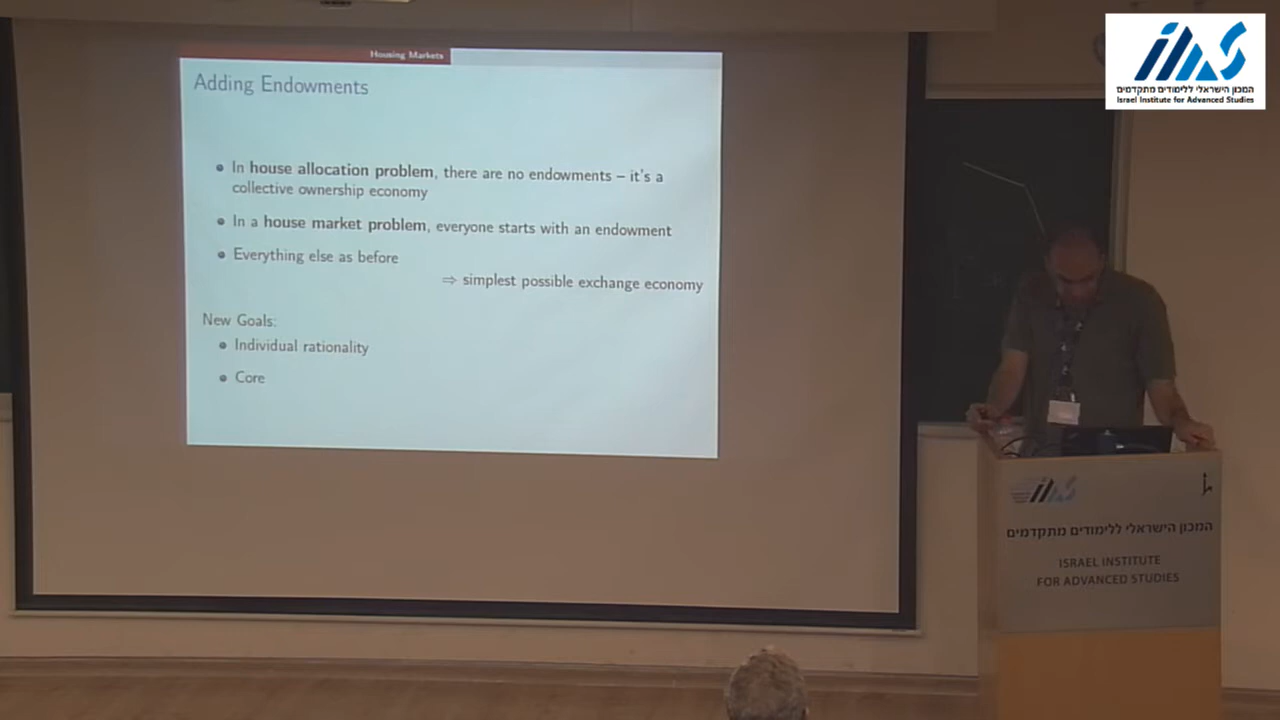 Housing Markets
Adding Endowments
In house allocation problem, there are no endowments – it's a
collective ownership economy
In a house market problem, everyone starts with an endowment
Everything else as before
⇒ simplest possible exchange economy
New Goals:
Individual rationality
Core
המכון הישראלי ללימודים מתקדמים
Israel Institute for Advanced Studies
המכון הישראלי ללימודים מתקדמים
ISRAEL INSTITUTE
FOR ADVANCED STUDIES